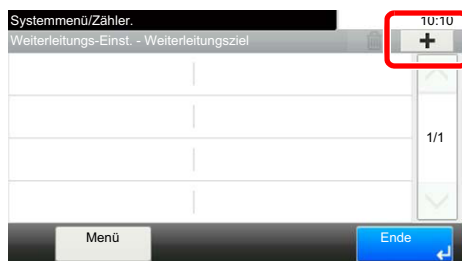 Systemmenü/Zähler. 10:10
Weiterleitungs-Einst. - Weiterleitungsziel +
1/1
Menü Ende